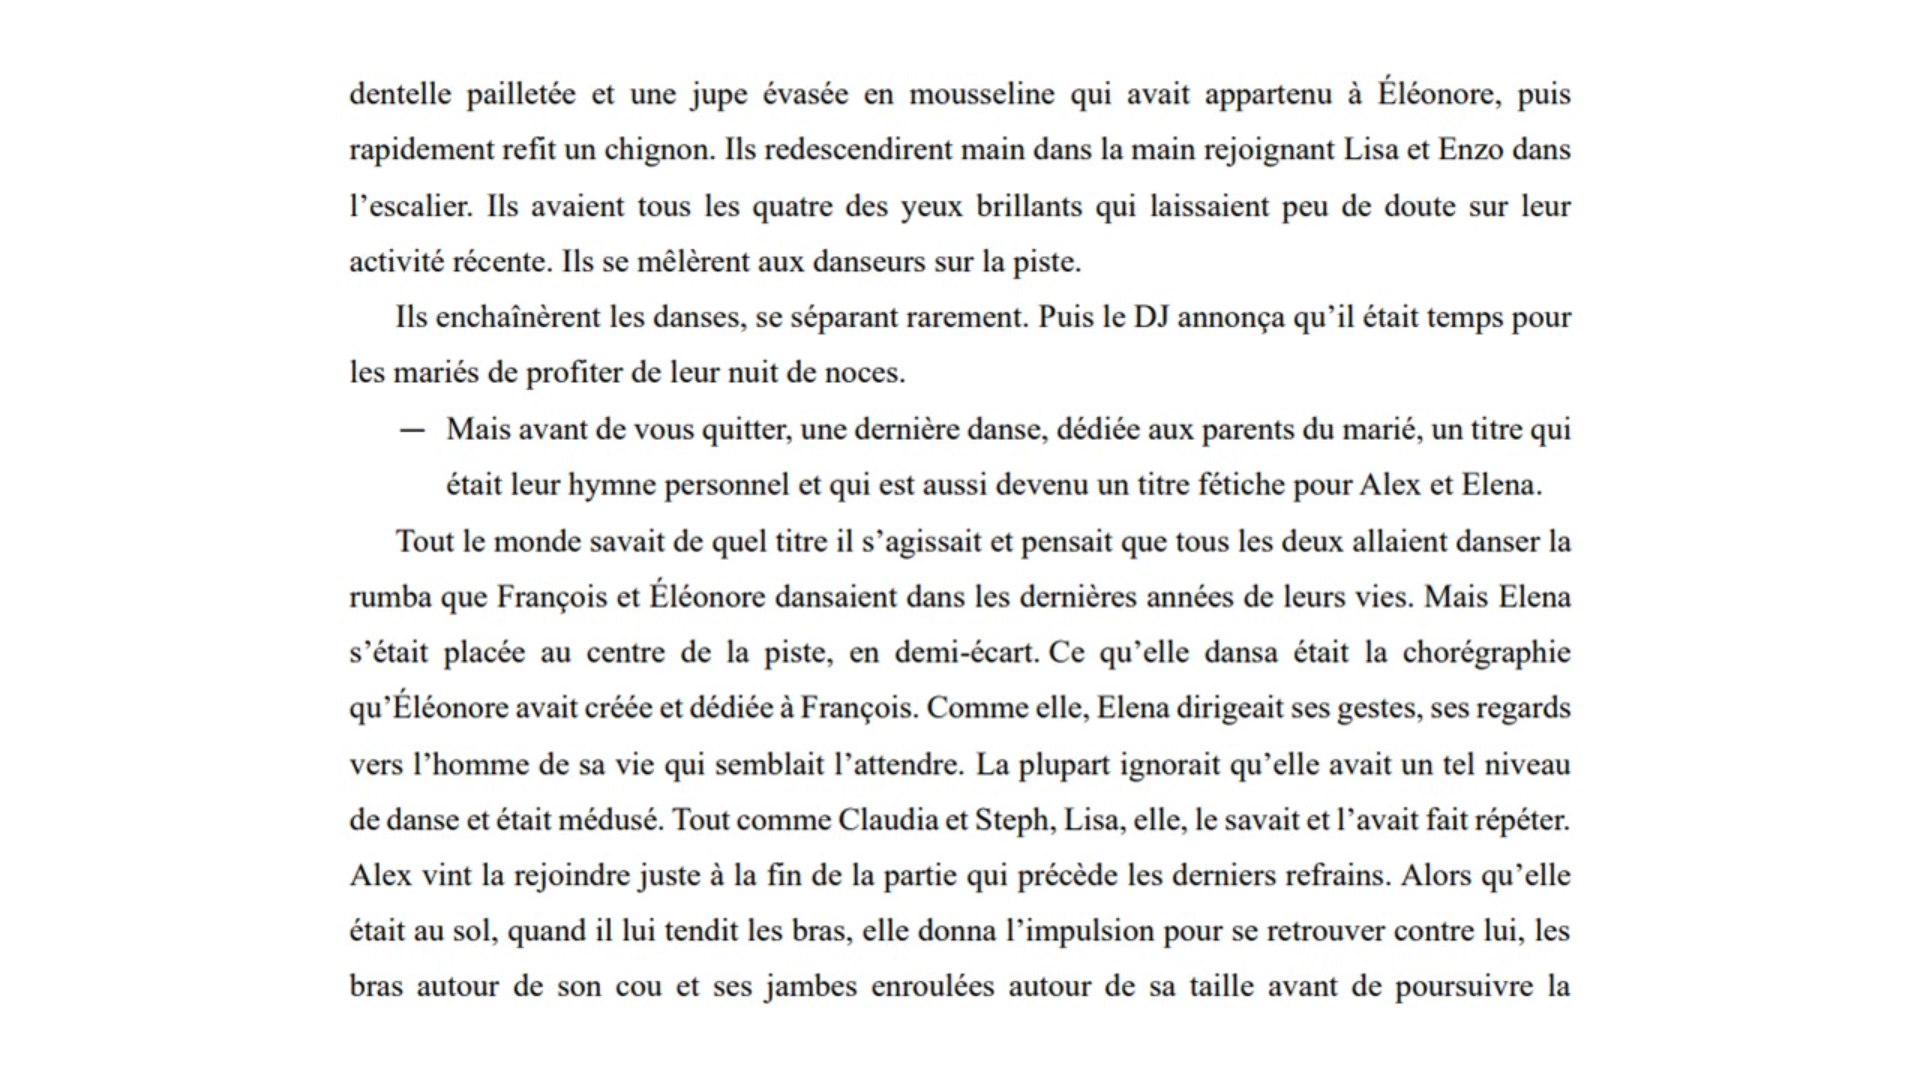 dentelle pailletée et une jupe évasée en mousseline qui avait appartenu à Éléonore, puis
rapidement refit un chignon. Ils redescendirent main dans la main rejoignant Lisa et Enzo dans
l’escalier. Ils avaient tous les quatre des yeux brillants qui laissaient peu de doute sur leur
activité récente. Ils se mêlèrent aux danseurs sur la piste.
Ils enchaînèrent les danses, se séparant rarement. Puis le DJ annonça qu’il était temps pour
les mariés de profiter de leur nuit de noces.
— Mais avant de vous quitter, une dernière danse, dédiée aux parents du marié, un titre qui
était leur hymne personnel et qui est aussi devenu un titre fétiche pour Alex et Elena.
Tout le monde savait de quel titre il s’agissait et pensait que tous les deux allaient danser la
rumba que François et Éléonore dansaient dans les dernières années de leurs vies. Mais Elena
s’était placée au centre de la piste, en demi-écart. Ce qu’elle dansa était la chorégraphie
qu’Éléonore avait créée et dédiée à François. Comme elle, Elena dirigeait ses gestes, ses regards
vers l’homme de sa vie qui semblait l’attendre. La plupart ignorait qu’elle avait un tel niveau
de danse et était médusé. Tout comme Claudia et Steph, Lisa, elle, le savait et l’avait fait répéter.
Alex vint la rejoindre juste à la fin de la partie qui précède les derniers refrains. Alors qu’elle
était au sol, quand il lui tendit les bras, elle donna l’impulsion pour se retrouver contre lui, les
bras autour de son cou et ses jambes enroulées autour de sa taille avant de poursuivre la